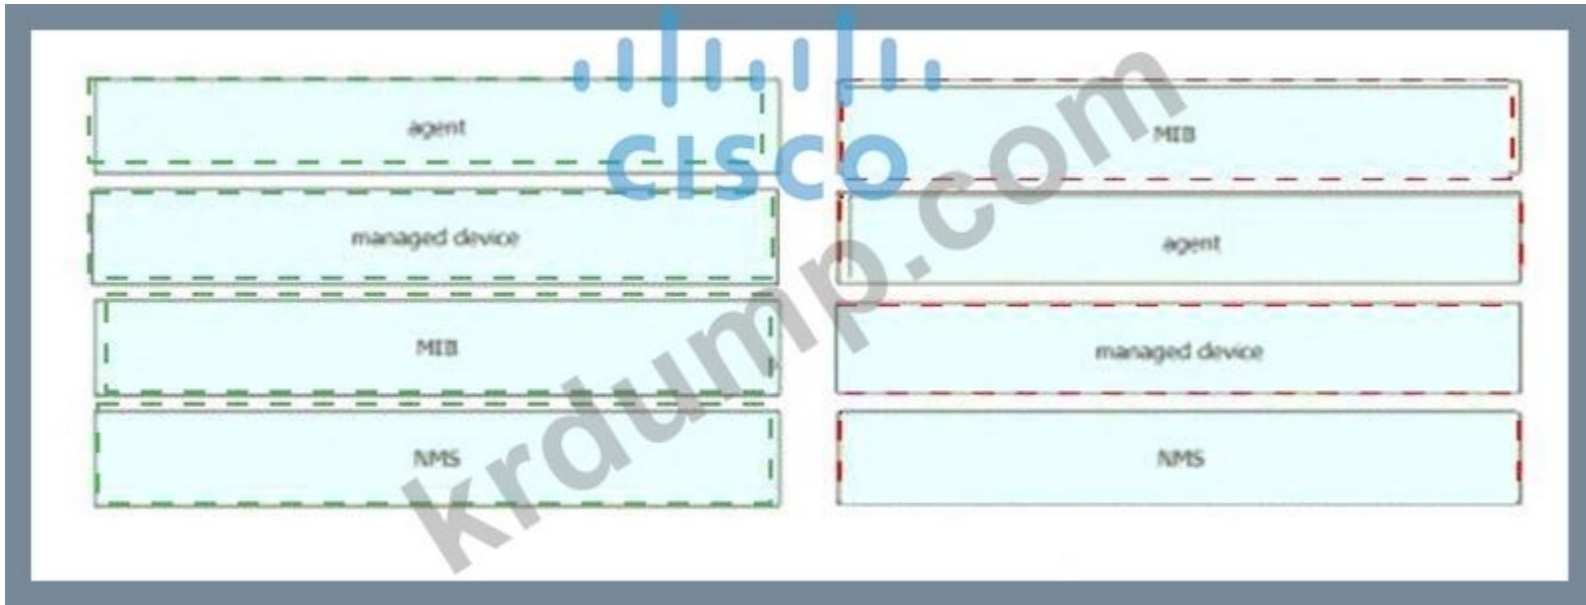 CISCO
agent
managed device
MIB
NMS
MIB
agent
managed device
NMS
krdump.com